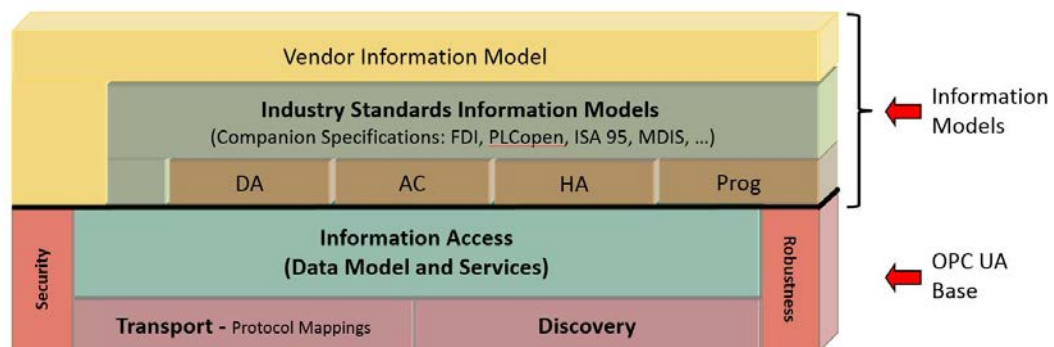 Vendor Information Model
Industry Standards Information Models
(Companion Specifications: FDI, PLCopen, ISA 95, MDIS, ...)
DA
AC
HA
Prog
Information
Models
Security
Information Access
(Data Model and Services)
Robustness
OPC UA
Base
Transport - Protocol Mappings
Discovery